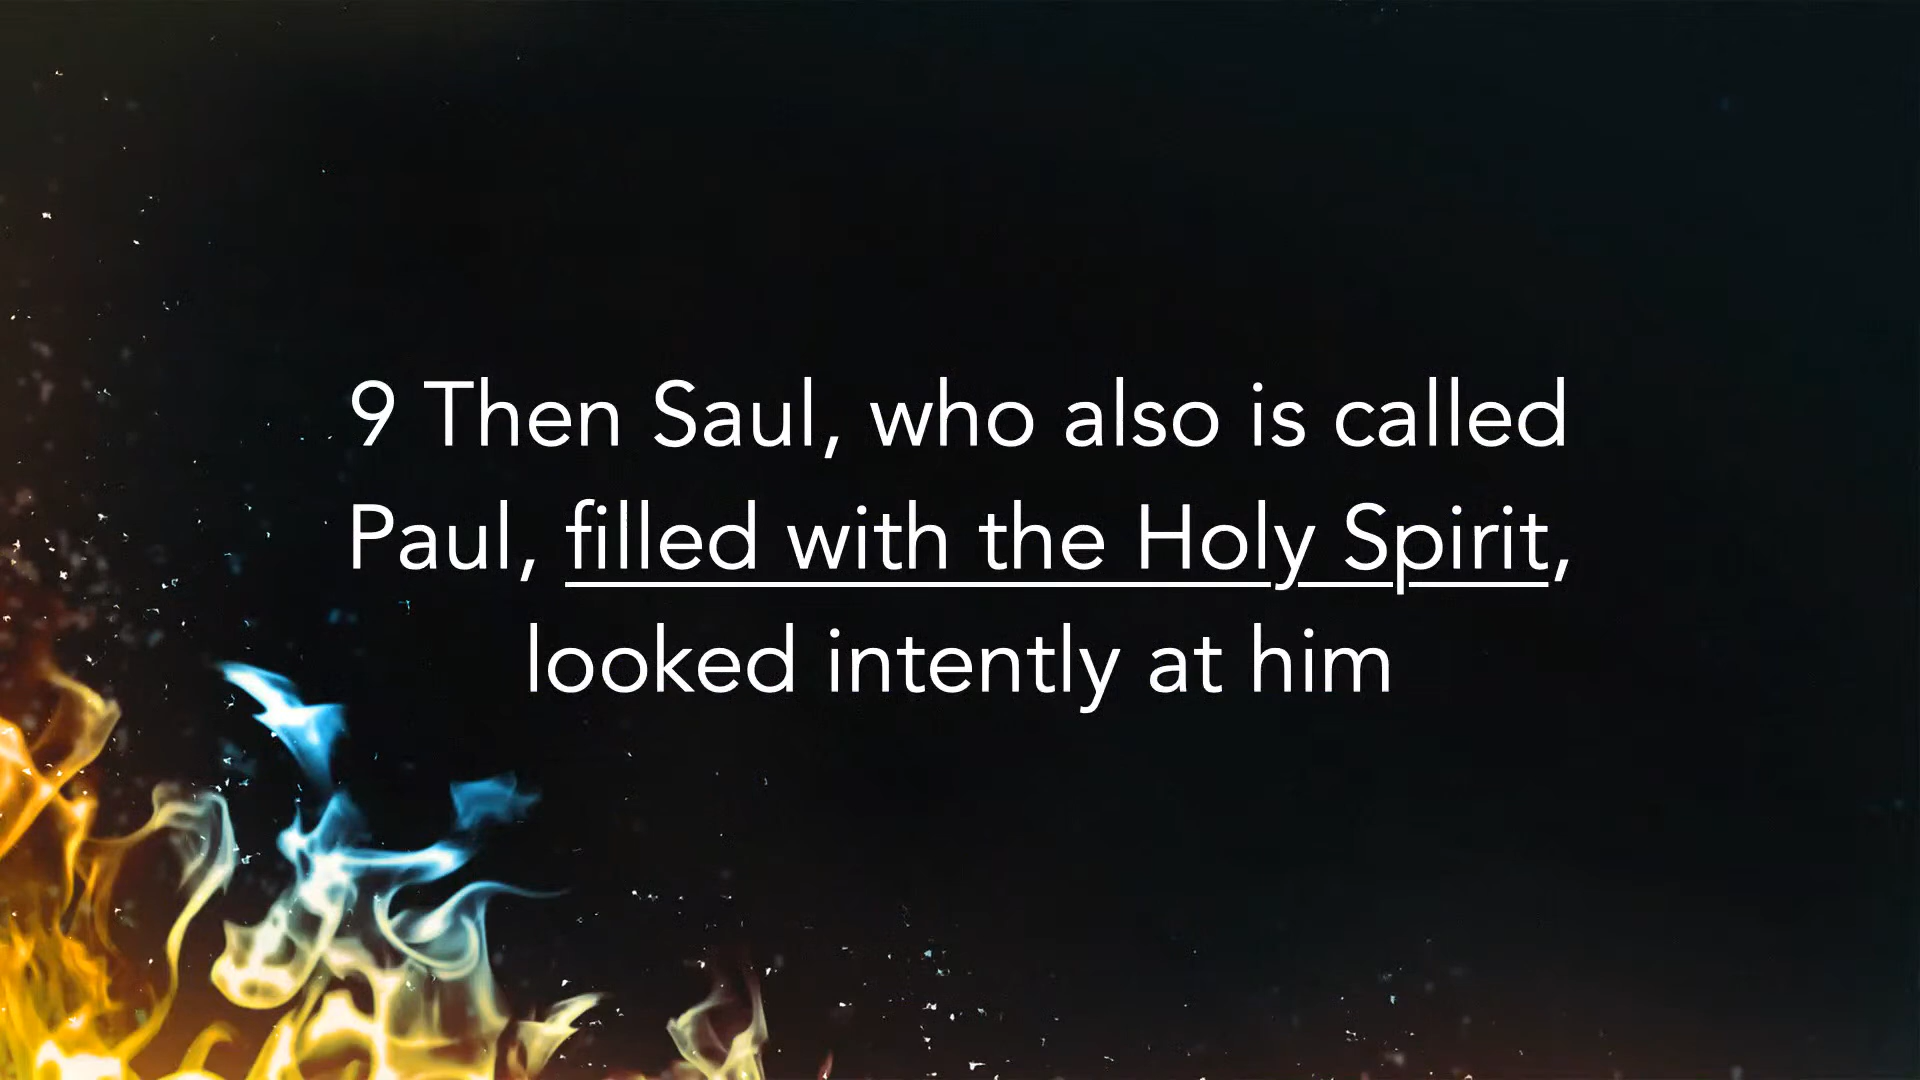 9 Then Saul, who also is called
Paul, filled with the Holy Spirit,
looked intently at him